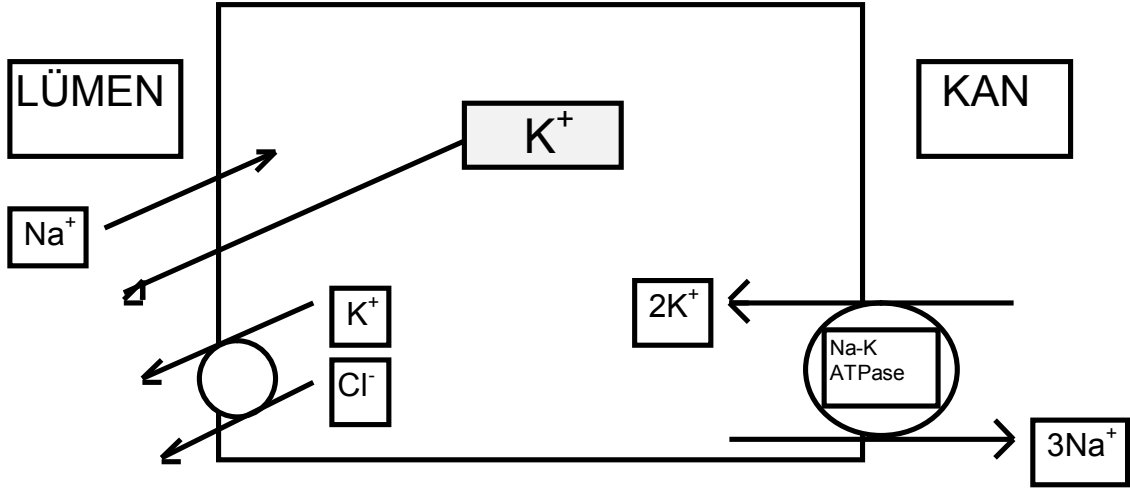 LÜMEN
KAN
K⁺
Na⁺
K⁺
2K⁺
Na-K
ATPase
Cl⁻
3Na⁺